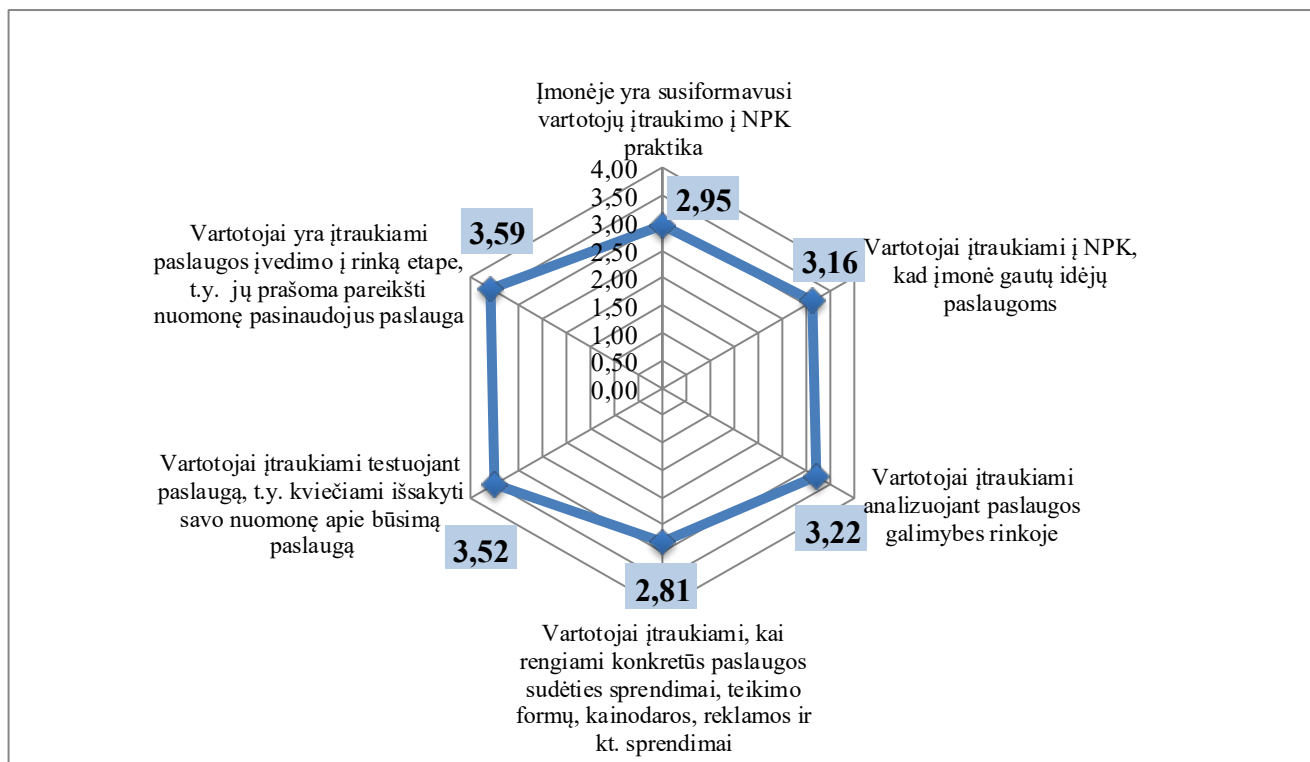 Įmonėje yra susiformavusi
vartotojų įtraukimo į NPK
praktika
4,00
3,50
3,00
2,50
2,00
1,50
1,00
0,50
0,00
2,95
3,16
Vartotojai įtraukiami į NPK,
kad įmonė gautų idėjų
paslaugoms
3,22
Vartotojai įtraukiami
analizuojant paslaugos
galimybes rinkoje
2,81
Vartotojai įtraukiami, kai
rengiami konkretūs paslaugos
sudėties sprendimai, teikimo
formų, kainodaros, reklamos ir
kt. sprendimai
3,52
Vartotojai įtraukiami testuojant
paslaugą, t.y. kviečiami išsakyti
savo nuomonę apie būsimą
paslaugą
3,59
Vartotojai yra įtraukiami
paslaugos įvedimo į rinką etape,
t.y. jų prašoma pareikšti
nuomonę pasinaudojus paslauga